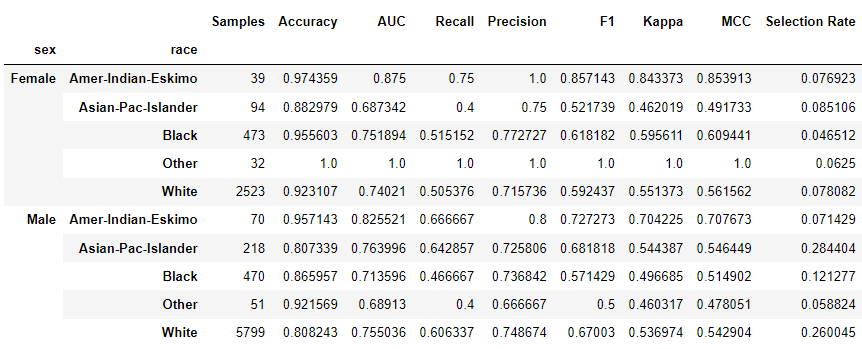 Samples Accuracy AUC Recall Precision F1 Kappa MCC Selection Rate
sex race
Female Amer-Indian-Eskimo 39 0.974359 0.875 0.75 1.0 0.857143 0.843373 0.853913 0.076923
Asian-Pac-Islander 94 0.882979 0.687342 0.4 0.75 0.521739 0.462019 0.491733 0.085106
Black 473 0.955603 0.751894 0.515152 0.772727 0.618182 0.595611 0.609441 0.046512
Other 32 1.0 1.0 1.0 1.0 1.0 1.0 1.0 0.0625
White 2523 0.923107 0.74021 0.505376 0.715736 0.592437 0.551373 0.561562 0.078082
Male Amer-Indian-Eskimo 70 0.957143 0.825521 0.666667 0.8 0.727273 0.704225 0.707673 0.071429
Asian-Pac-Islander 218 0.807339 0.763996 0.642857 0.725806 0.681818 0.544387 0.546449 0.284404
Black 470 0.865957 0.713596 0.466667 0.736842 0.571429 0.496685 0.514902 0.121277
Other 51 0.921569 0.68913 0.4 0.666667 0.5 0.460317 0.478051 0.058824
White 5799 0.808243 0.755036 0.606337 0.748674 0.67003 0.536974 0.542904 0.260045